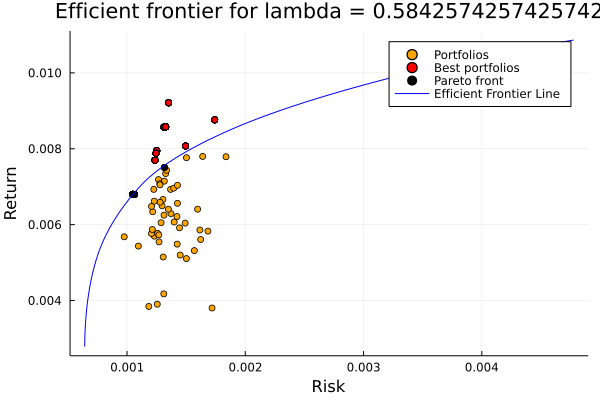 Efficient frontier for lambda = 0.5842574257425742
Portfolios
Best portfolios
Pareto front
Efficient Frontier Line
0.010
0.008
0.006
0.004
Return
0.001
0.002
0.003
0.004
Risk